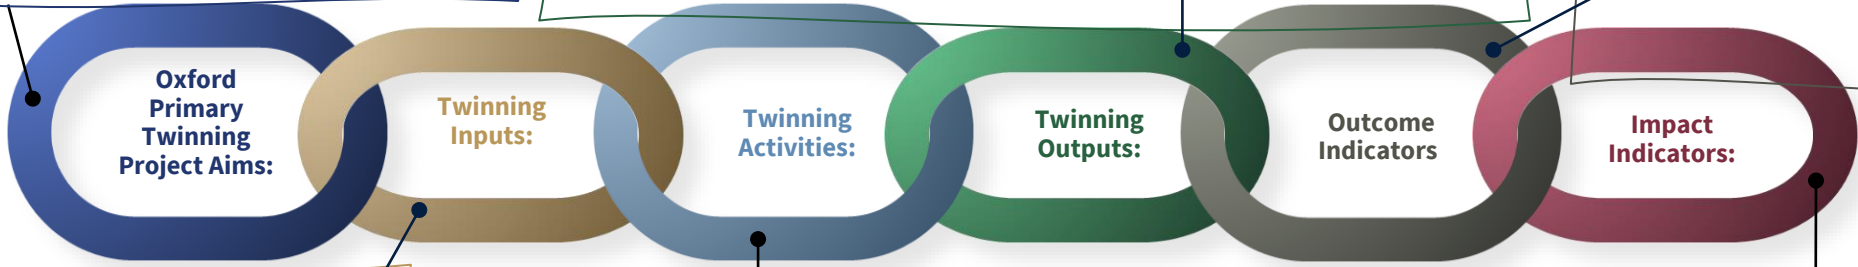 Oxford
Primary
Twinning
Project Aims:
Twinning
Inputs:
Twinning
Activities:
Twinning
Outputs:
Outcome
Indicators
Impact
Indicators: